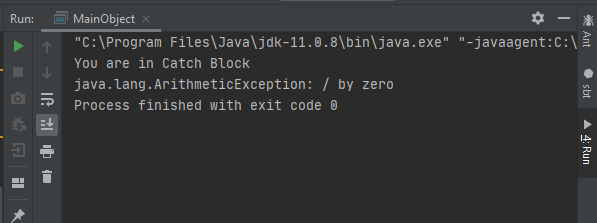 Run: MainObject
"C:\Program Files\Java\jdk-11.0.8\bin\java.exe" "-javaagent:C:\
You are in Catch Block
java.lang.ArithmeticException: / by zero
Process finished with exit code 0
Ant
sbt
4: Run